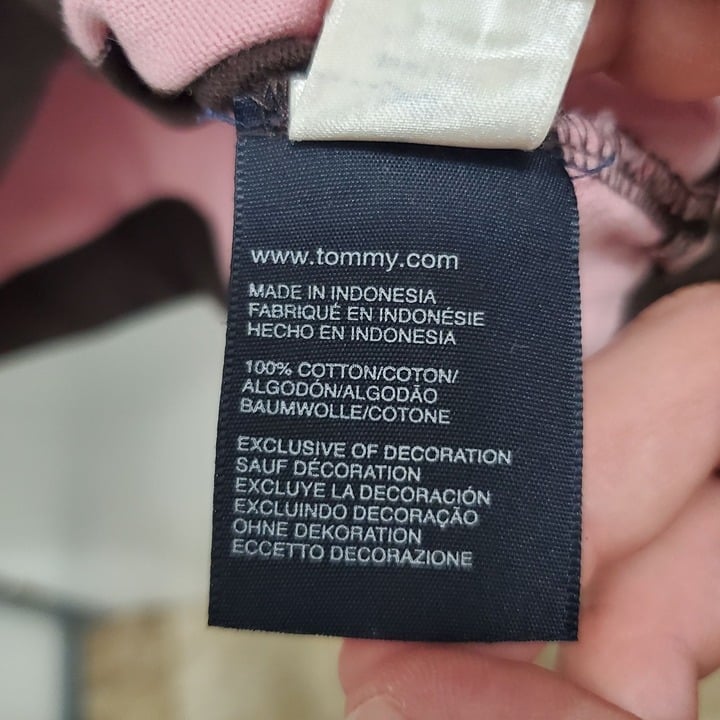 www.tommy.com
MADE IN INDONESIA
FABRIQUÉ EN INDONÉSIE
HECHO EN INDONESIA
100% COTTON/COTON/
ALGODÓN/ALGODÃO
BAUMWOLLE/COTONE
EXCLUSIVE OF DECORATION
SAUF DÉCORATION
EXCLUYE LA DECORACIÓN
EXCLUINDO DECORAÇÃO
OHNE DEKORATION
ECCETTO DECORAZIONE